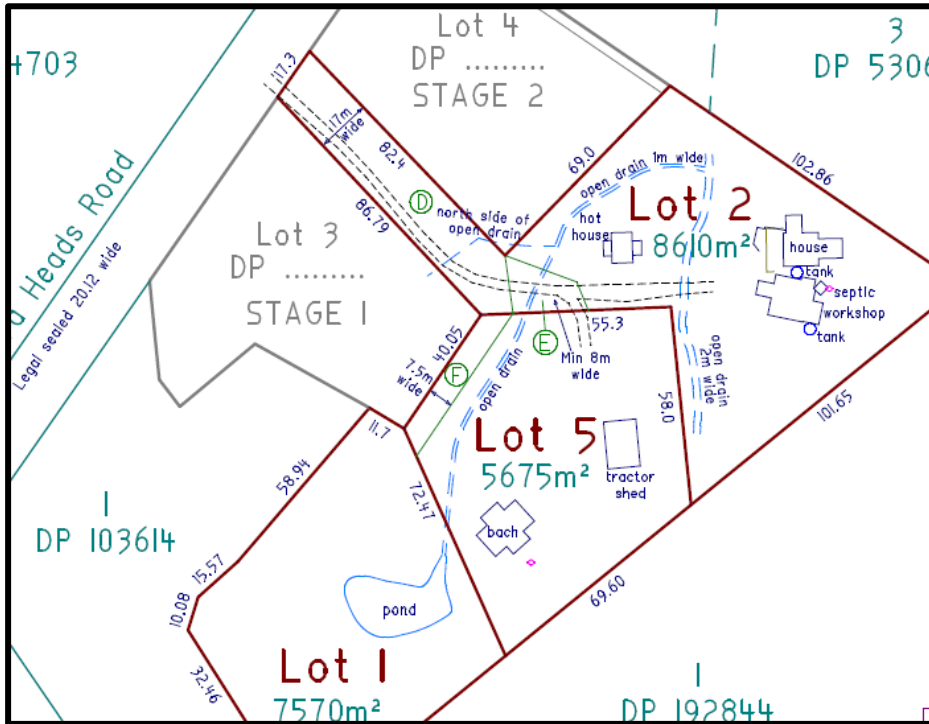 Lot 4
DP .........
STAGE 2
3
DP 5306
4703
17.3
17m
wide
82.4
69.0
102.86
86.79
D
north side of
open drain
open drain 1m wide
Lot 2
8610m²
hot
house
house
tank
septic
workshop
tank
Heads Road
Legal sealed 20.12 wide
Lot 3
DP .........
STAGE 1
55.3
E
Min 8m
wide
40.05
7.5m
wide
F
open drain
open drain
2m wide
58.0
101.65
11.7
Lot 5
5675m²
tractor
shed
58.94
72.47
bach
1
DP 103614
15.57
10.08
pond
69.60
32.46
Lot 1
7570m²
1
DP 192844